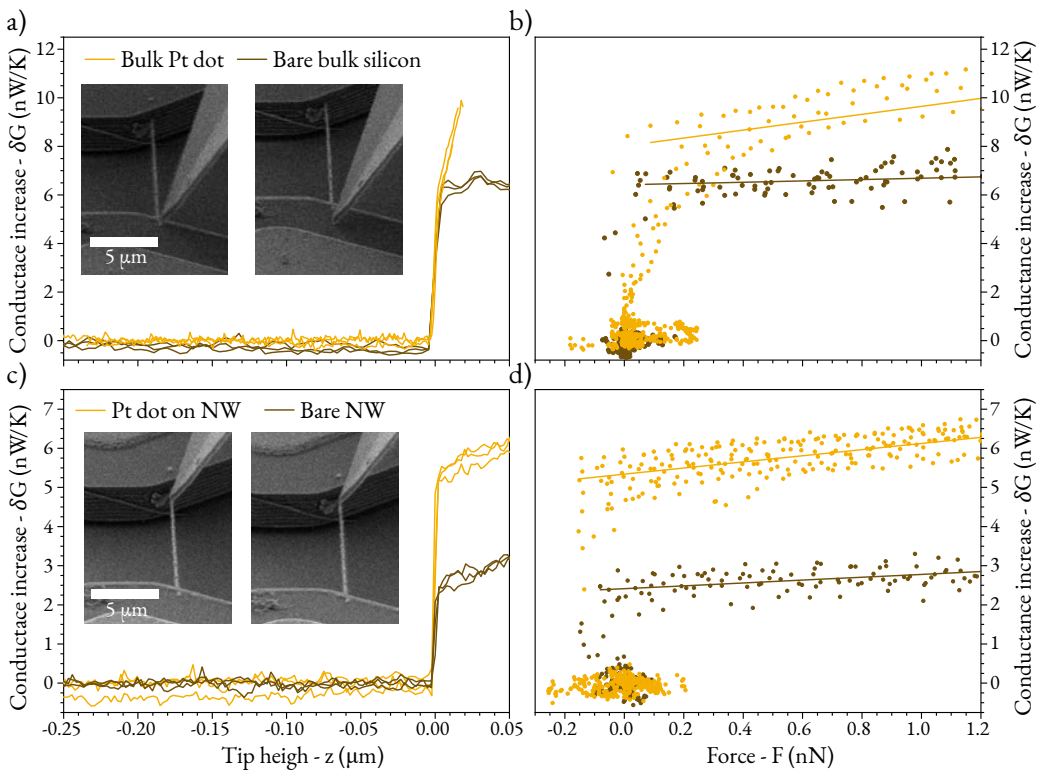 a)
b)
Bulk Pt dot
Bare bulk silicon
5 μm
Conductace increase - δG (nW/K)
12
10
8
6
4
2
0
12
10
8
6
4
2
0
Conductance increase - δG (nW/K)
c)
d)
Pt dot on NW
Bare NW
5 μm
Conductace increase - δG (nW/K)
7
6
5
4
3
2
1
0
7
6
5
4
3
2
1
0
Conductance increase - δG (nW/K)
-0.25 -0.20 -0.15 -0.10 -0.05 0.00 0.05
-0.2 0.0 0.2 0.4 0.6 0.8 1.0 1.2
Tip heigh - z (μm)
Force - F (nN)